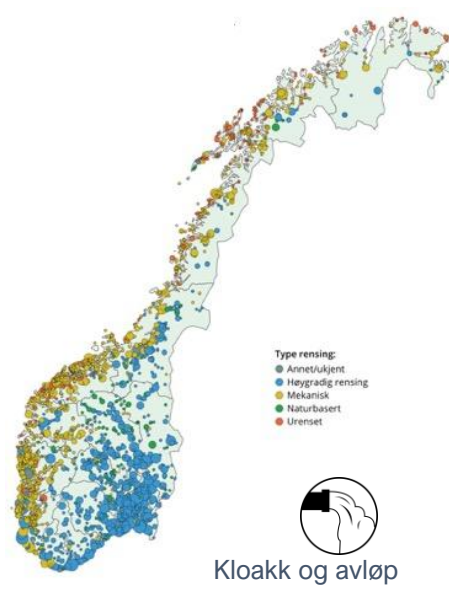 Type rensing:
Annet/ukjent
Høygradig rensing
Mekanisk
Naturbasert
Urenset
Kloakk og avløp